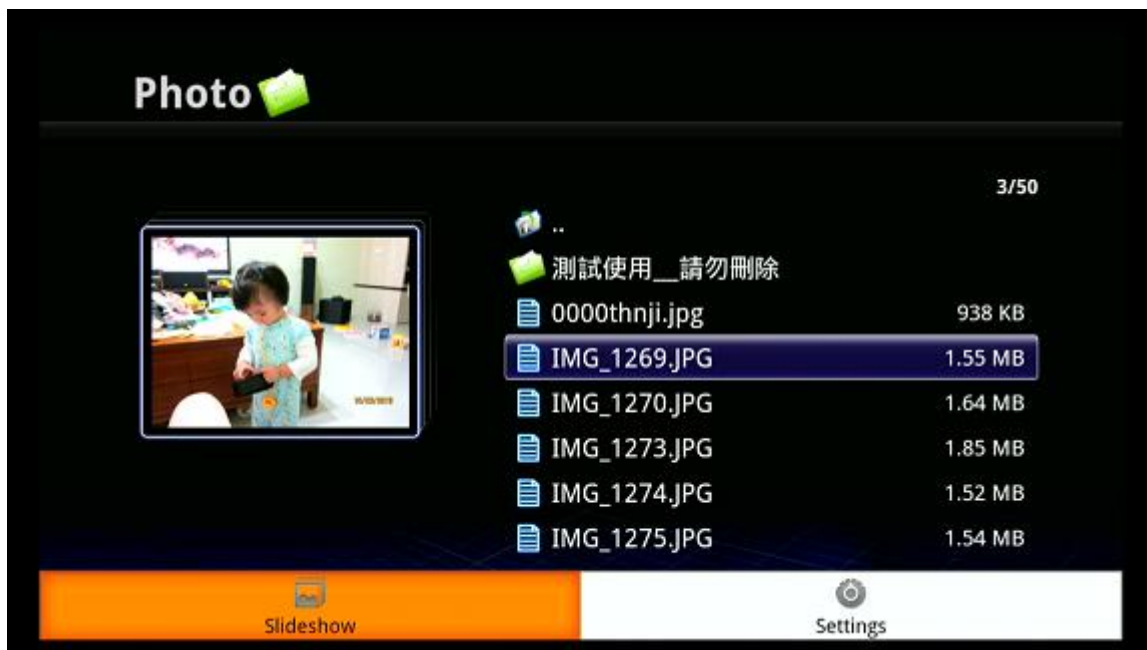 Photo
3/50
..
測試使用__請勿刪除
0000thnji.jpg 938 KB
IMG_1269.JPG 1.55 MB
IMG_1270.JPG 1.64 MB
IMG_1273.JPG 1.85 MB
IMG_1274.JPG 1.52 MB
IMG_1275.JPG 1.54 MB
Slideshow Settings